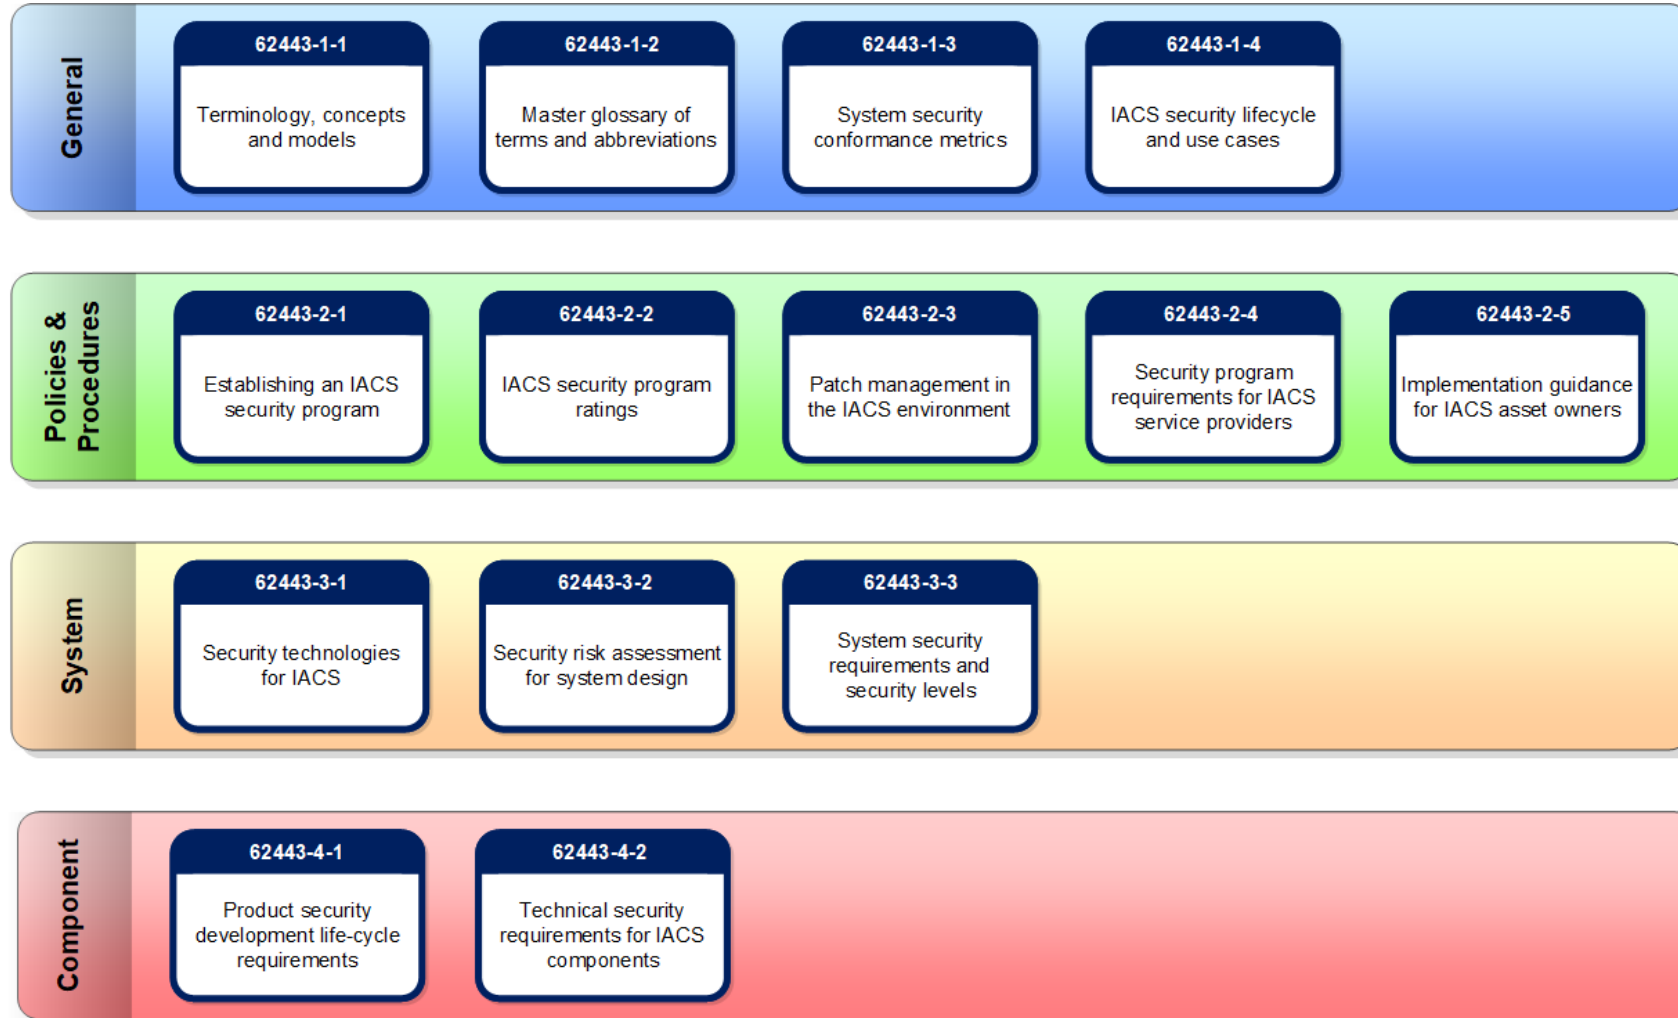 General
62443-1-1
Terminology, concepts
and models
62443-1-2
Master glossary of
terms and abbreviations
62443-1-3
System security
conformance metrics
62443-1-4
IACS security lifecycle
and use cases
Policies &
Procedures
62443-2-1
Establishing an IACS
security program
62443-2-2
IACS security program
ratings
62443-2-3
Patch management in
the IACS environment
62443-2-4
Security program
requirements for IACS
service providers
62443-2-5
Implementation guidance
for IACS asset owners
System
62443-3-1
Security technologies
for IACS
62443-3-2
Security risk assessment
for system design
62443-3-3
System security
requirements and
security levels
Component
62443-4-1
Product security
development life-cycle
requirements
62443-4-2
Technical security
requirements for IACS
components